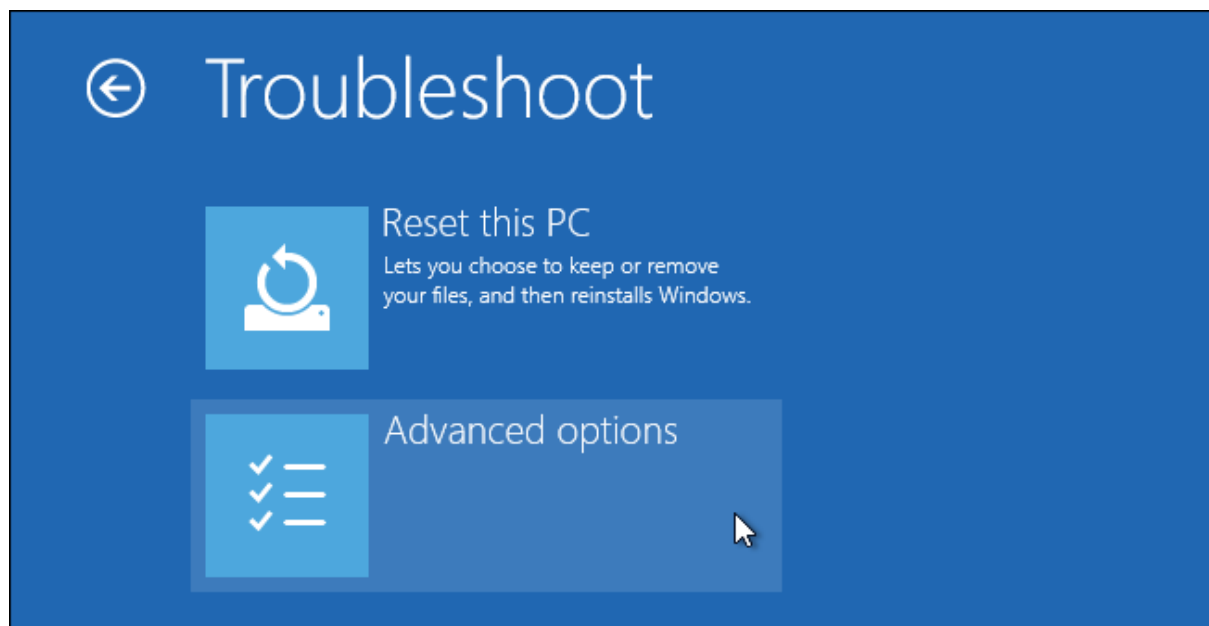 Troubleshoot
Reset this PC
Lets you choose to keep or remove
your files, and then reinstalls Windows.
Advanced options